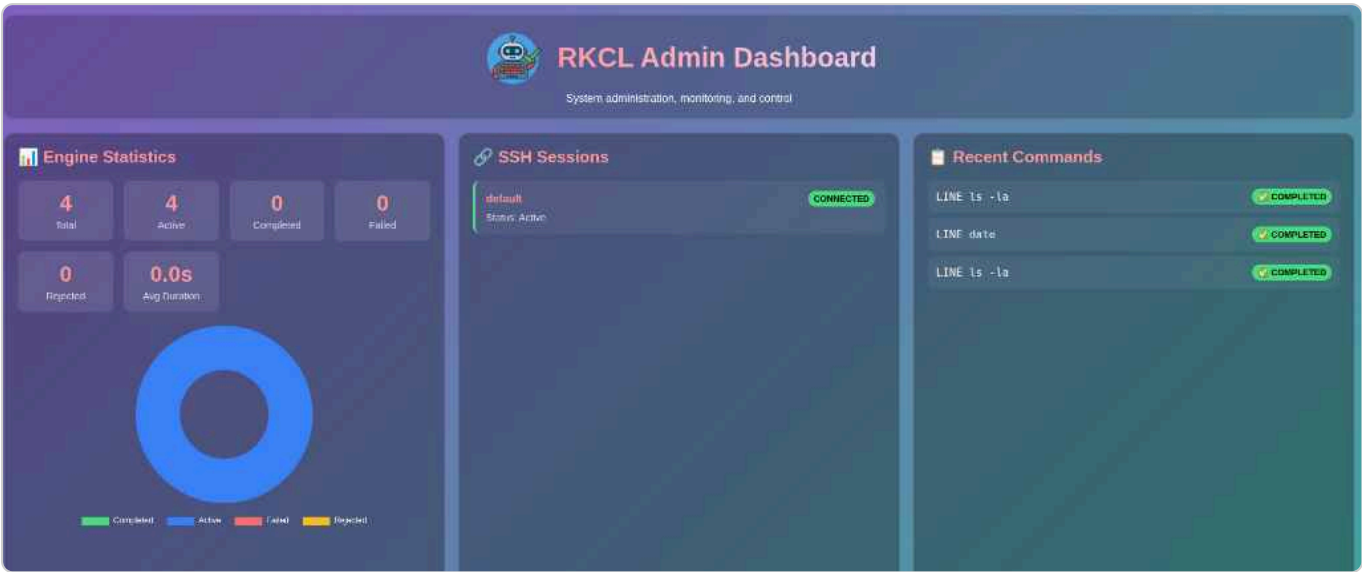 RKCL Admin Dashboard
System administration, monitoring, and control
Engine Statistics
4
Total
4
Active
0
Completed
0
Failed
0
Rejected
0.0s
Avg Duration
Completed
Active
Failed
Rejected
SSH Sessions
default
CONNECTED
Status: Active
Recent Commands
LINE ls -la
COMPLETED
LINE date
COMPLETED
LINE ls -la
COMPLETED